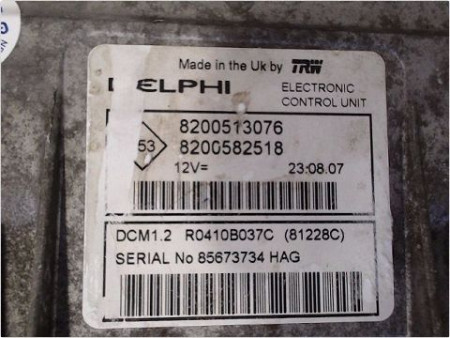 Made in the Uk by TRW
DELPHI
ELECTRONIC
CONTROL UNIT
8200513076
53
8200582518
12V=
23:08.07
DCM1.2 R0410B037C (81228C)
SERIAL No 85673734 HAG